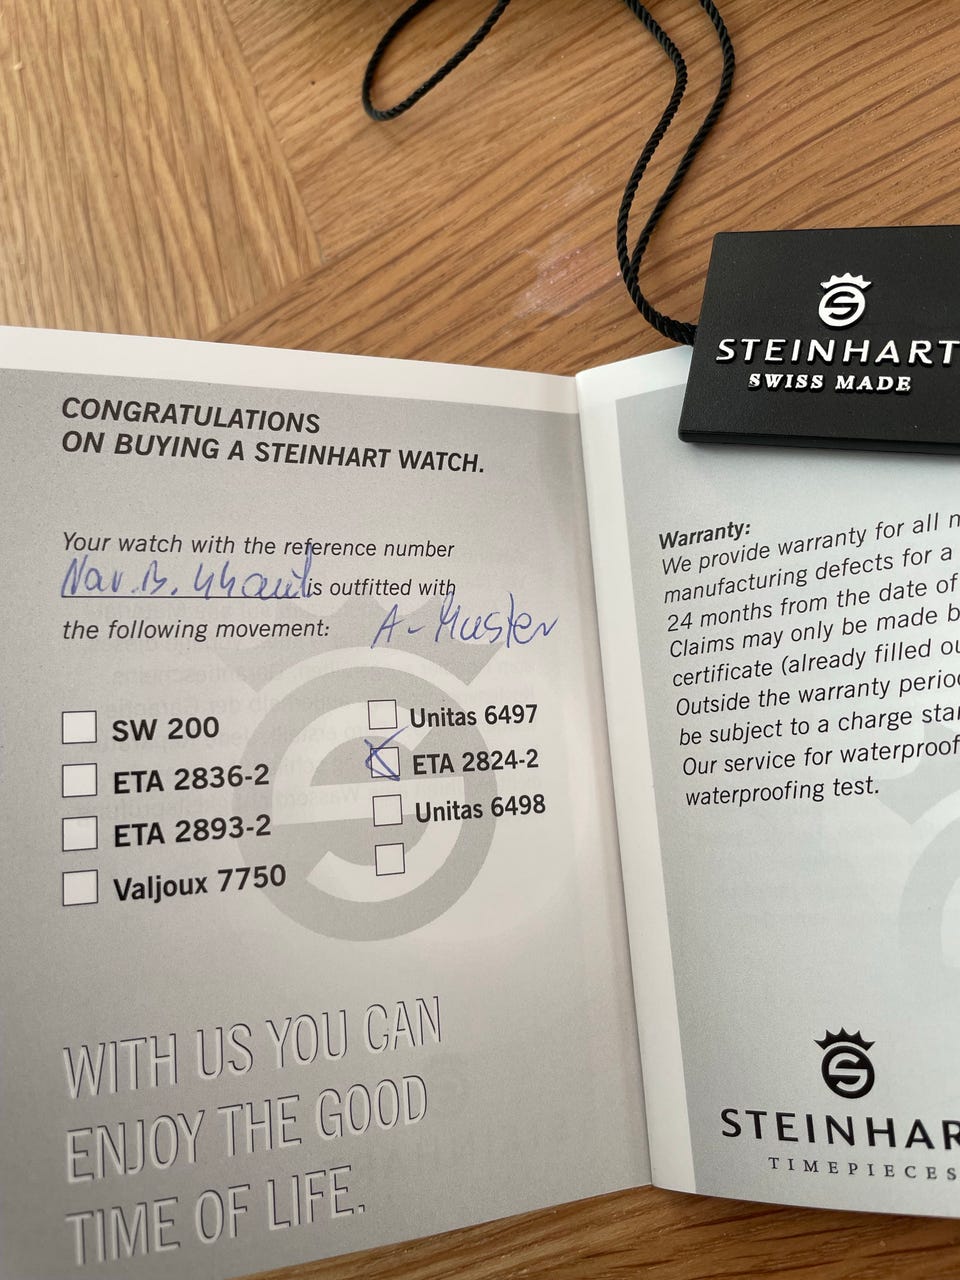 CONGRATULATIONS
ON BUYING A STEINHART WATCH.
Your watch with the reference number
Nav. B. is outfitted with
the following movement: A-Muster
SW 200
ETA 2836-2
ETA 2893-2
Valjoux 7750
Unitas 6497
ETA 2824-2
Unitas 6498
WITH US YOU CAN
ENJOY THE GOOD
TIME OF LIFE.
STEINHART
SWISS MADE
Warranty:
We provide warranty for all
manufacturing defects for a
24 months from the date of
Claims may only be made b
certificate (already filled ou
Outside the warranty perio
be subject to a charge sta
Our service for waterproof
waterproofing test.
STEINHAR
TIMEPIECES